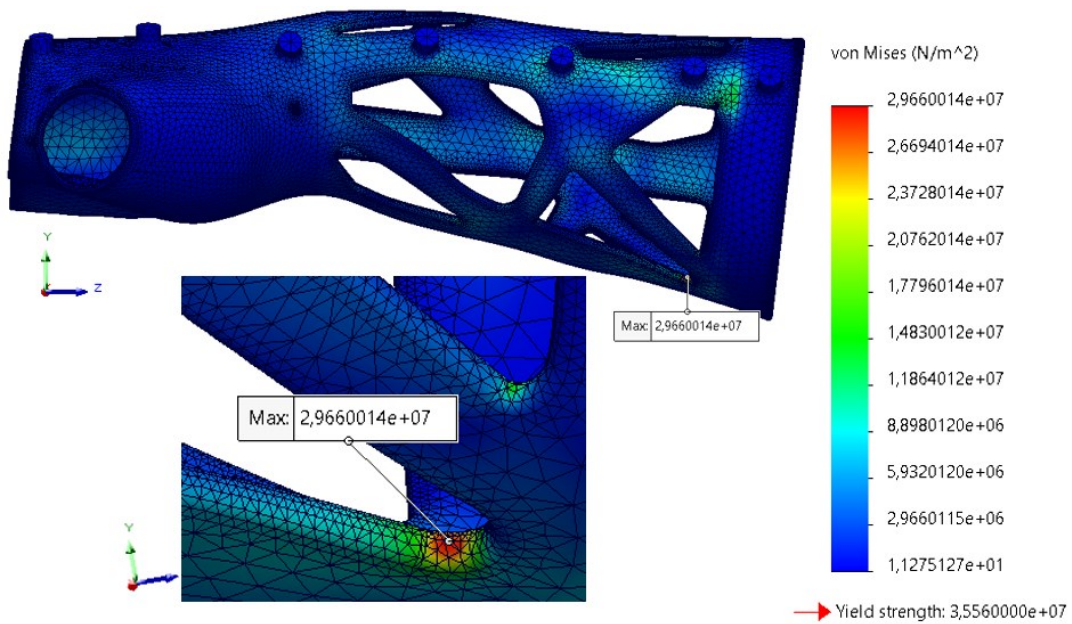 von Mises (N/m^2)
2,9660014e+07
2,6694014e+07
2,3728014e+07
2,0762014e+07
1,7796014e+07
1,4830012e+07
1,1864012e+07
8,8980120e+06
5,9320120e+06
2,9660115e+06
1,1275127e+01
Yield strength: 3,5560000e+07
Y
Z
Max: 2,9660014e+07
Max: 2,9660014e+07
Y